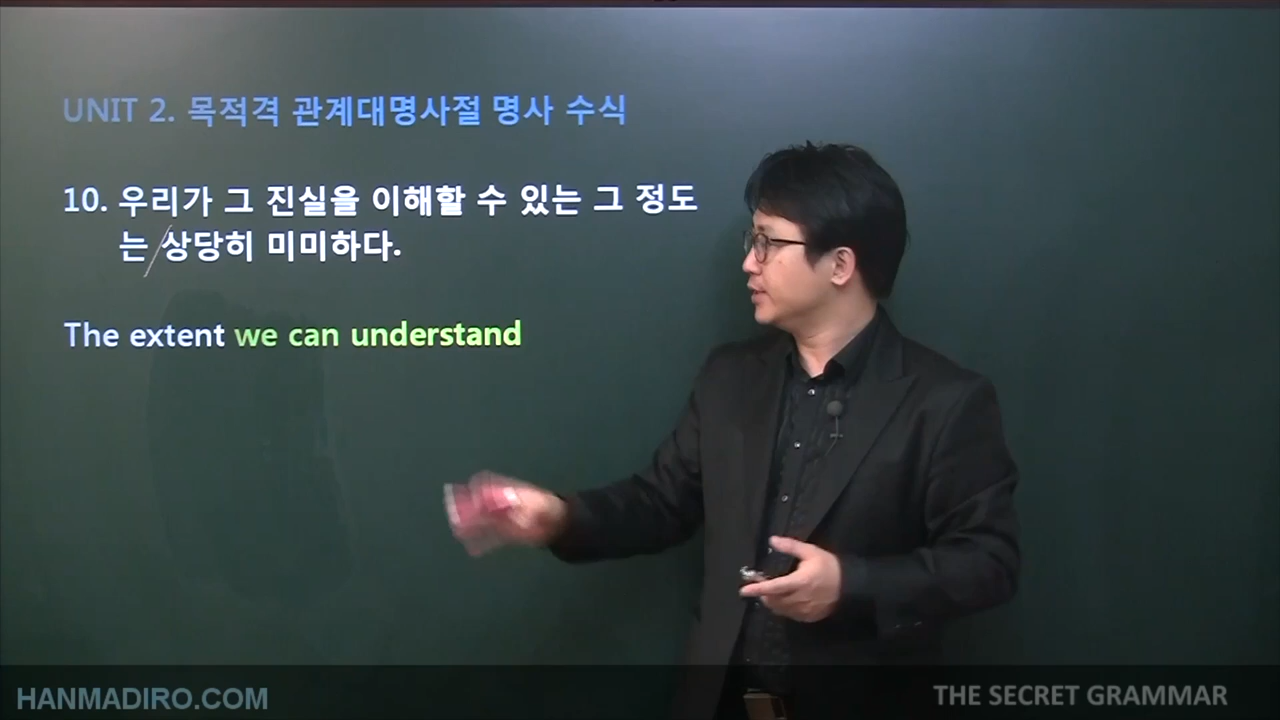 UNIT 2. 목적격 관계대명사절 명사 수식
10. 우리가 그 진실을 이해할 수 있는 그 정도
는 상당히 미미하다.
The extent we can understand
HANMADIRO.COM
THE SECRET GRAMMAR